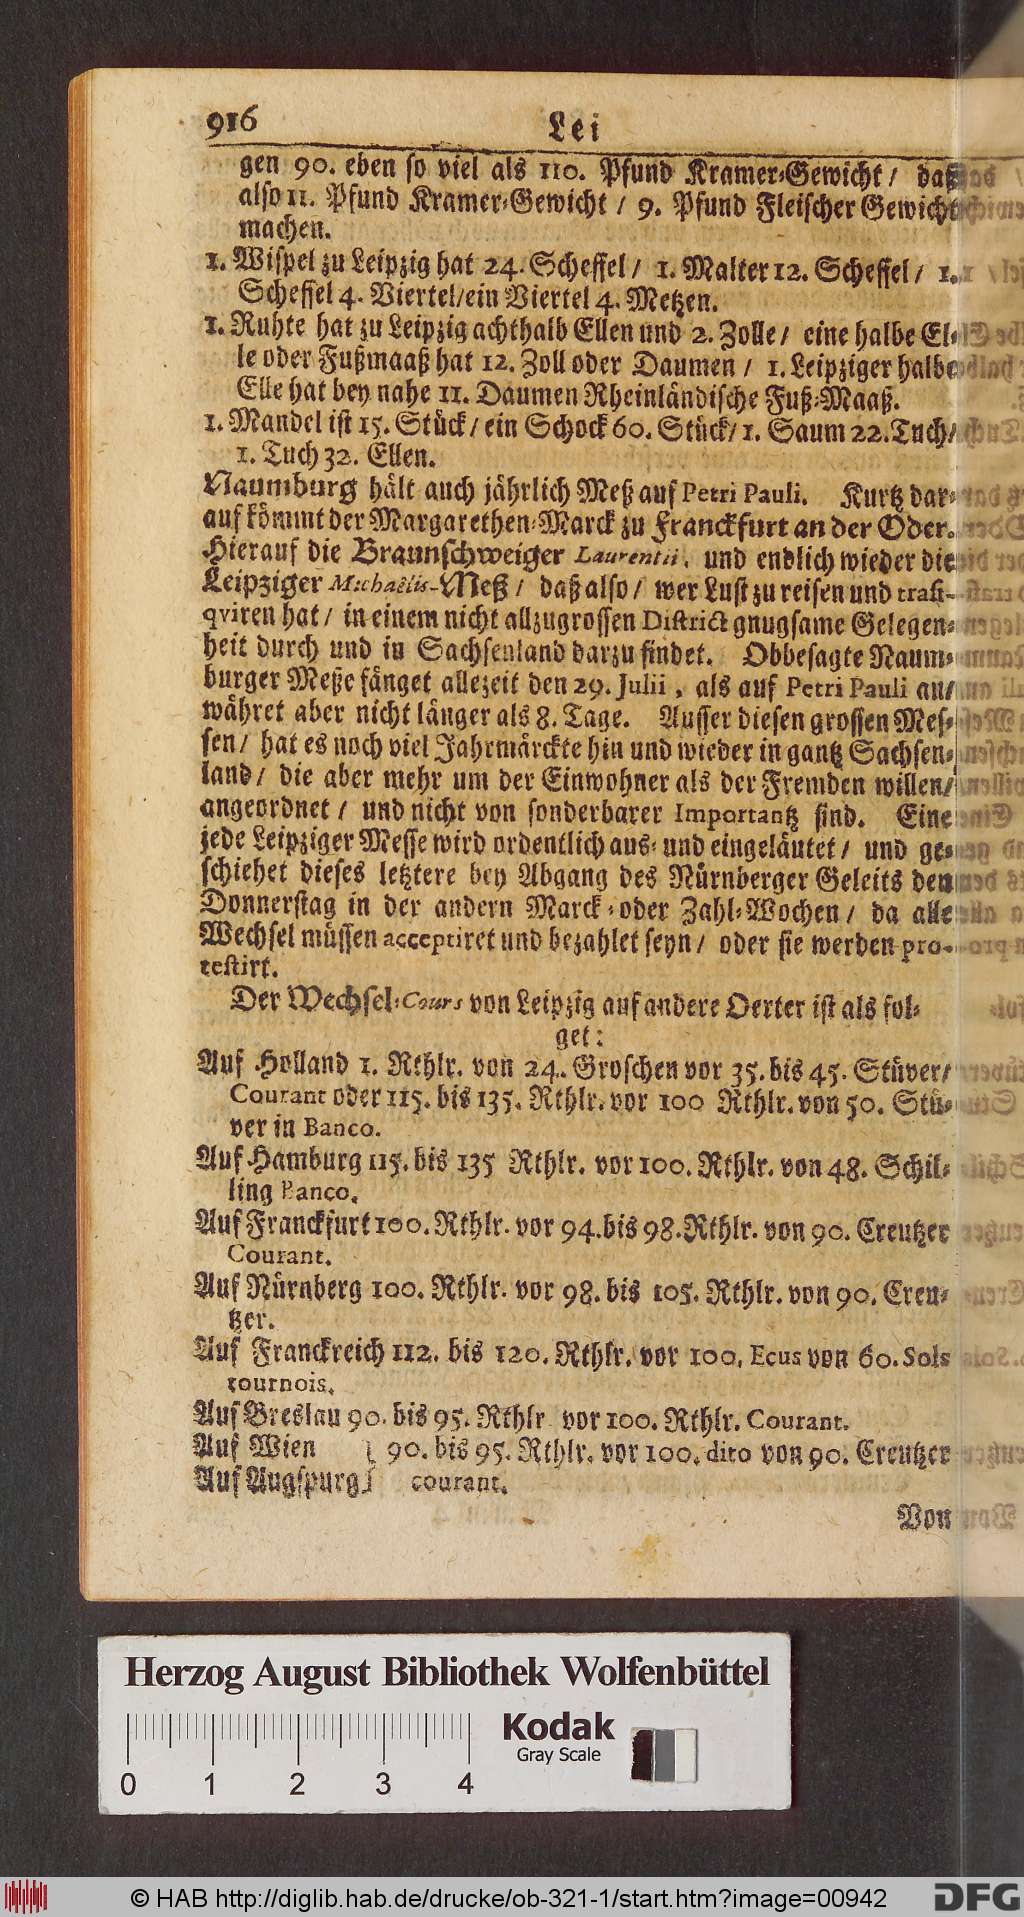 916 Lei
gen 90. eben so viel als 110. Pfund Kramer-Gewicht / daß
also 11. Pfund Kramer-Gewicht / 9. Pfund Fleischer Gewicht
machen.
1. Wispel zu Leipzig hat 24. Scheffel / 1. Malter 12. Scheffel / 1.
Scheffel 4. Viertel/ein Viertel 4. Metzen.
1. Ruhte hat zu Leipzig achthalb Ellen und 2. Zolle / eine halbe El-
le oder Fußmaaß hat 12. Zoll oder Daumen / 1. Leipziger halbe
Elle hat bey nahe 11. Daumen Rheinländische Fuß-Maaß.
1. Mandel ist 15. Stück / ein Schock 60. Stück / 1. Saum 22. Tuch/
1. Tuch 32. Ellen.
Naumburg hält auch jährlich Meß auf Petri Pauli. Kurtz dar-
auf kömmt der Margarethen-Marck zu Franckfurt an der Oder.
Hierauf die Braunschweiger Laurentii, und endlich wieder die
Leipziger Michaëlis-Meß / daß also / wer Lust zu reisen und trafi-
qviren hat / in einem nicht allzugrossen District gnugsame Gelegen-
heit durch und in Sachsenland darzu findet. Obbesagte Naum-
burger Meße fänget allezeit den 29. Julii, als auf Petri Pauli an/
währet aber nicht länger als 8. Tage. Ausser diesen grossen Mes-
sen / hat es noch viel Jahrmärckte hin und wieder in gantz Sachsen-
land / die aber mehr um der Einwohner als der Fremden willen/
angeordnet / und nicht von sonderbarer Importantz sind. Eine
jede Leipziger Messe wird ordentlich aus- und eingeläutet / und ge-
schiehet dieses letztere bey Abgang des Nürnberger Geleits den
Donnerstag in der andern Marck-oder Zahl-Wochen / da alle
Wechsel müssen acceptiret und bezahlet seyn / oder sie werden pro-
testirt.
Der Wechsel-Cours von Leipzig auf andere Oerter ist als fol-
get:
Auf Holland 1. Rthlr. von 24. Groschen vor 35. bis 45. Stüver/
Courant oder 115. bis 135. Rthlr. vor 100 Rthlr. von 50. Stü-
ver in Banco.
Auf Hamburg 115. bis 135 Rthlr. vor 100. Rthlr. von 48. Schil-
ling Banco.
Auf Franckfurt 100. Rthlr. vor 94. bis 98. Rthlr. von 90. Creutzer
Courant.
Auf Nürnberg 100. Rthlr. vor 98. bis 105. Rthlr. von 90. Creu-
tzer.
Auf Franckreich 112. bis 120. Rthlr. vor 100. Ecus von 60. Sols
tournois.
Auf Breslau 90. bis 95. Rthlr vor 100. Rthlr. Courant.
Auf Wien } 90. bis 95. Rthlr. vor 100. dito von 90. Creutzer
Auf Augspurg } courant.
Von
Herzog August Bibliothek Wolfenbüttel
Kodak
Gray Scale
0 1 2 3 4
© HAB http://diglib.hab.de/drucke/ob-321-1/start.htm?image=00942
DFG